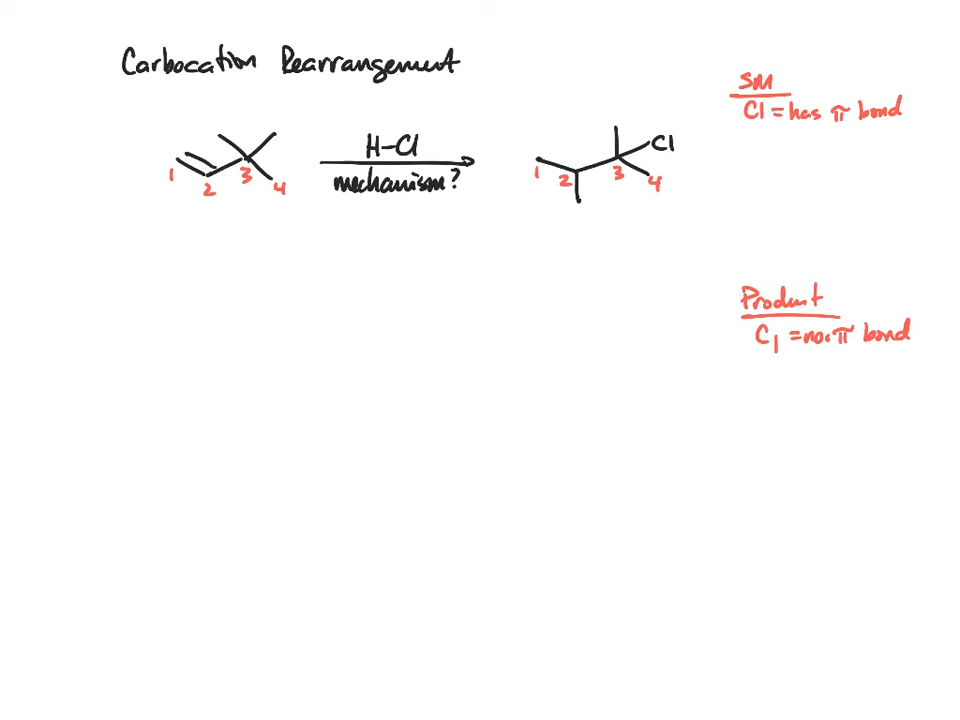 Carbocation Rearrangement
SM
C1 = has π bond
H-Cl
mechanism?
1 2 3 4
Cl
1 2 3 4
Product
C1 = no π bond